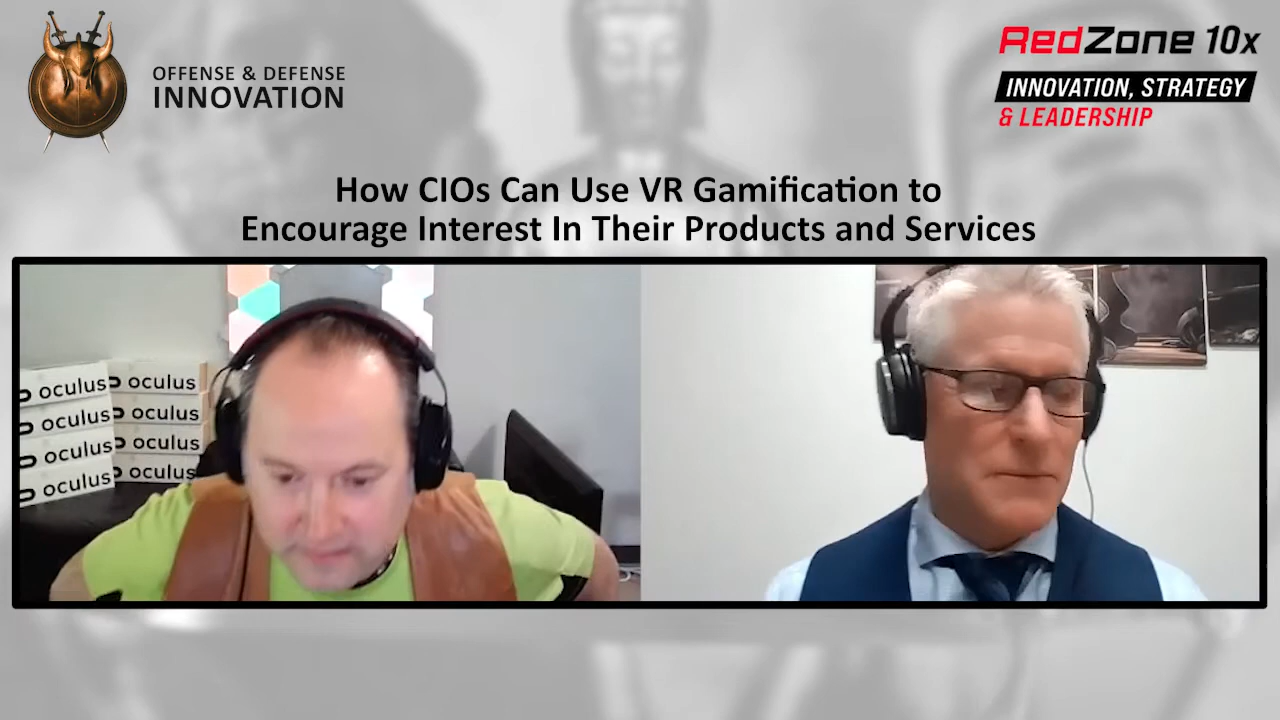 OFFENSE & DEFENSE
INNOVATION
RedZone 10x
INNOVATION, STRATEGY
& LEADERSHIP
How CIOs Can Use VR Gamification to
Encourage Interest In Their Products and Services
oculus
oculus
oculus
oculus
oculus
oculus
oculus
oculus